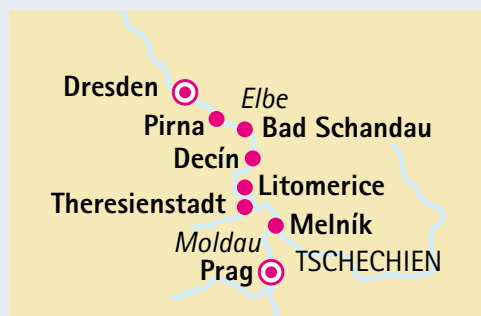 Dresden
Elbe
Pirna
Bad Schandau
Decín
Litomerice
Theresienstadt
Melník
Moldau
Prag
TSCHECHIEN